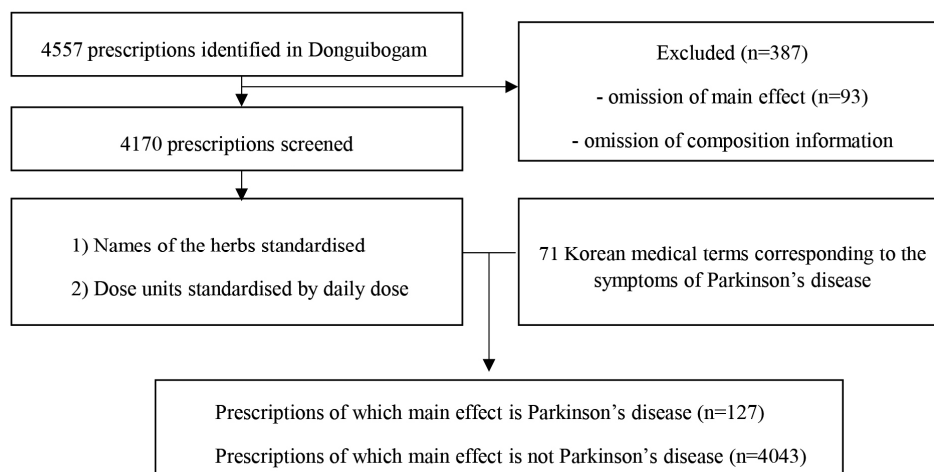 4557 prescriptions identified in Donguibogam
Excluded (n=387)
- omission of main effect (n=93)
- omission of composition information
4170 prescriptions screened
1) Names of the herbs standardised
2) Dose units standardised by daily dose
71 Korean medical terms corresponding to the
symptoms of Parkinson’s disease
Prescriptions of which main effect is Parkinson’s disease (n=127)
Prescriptions of which main effect is not Parkinson’s disease (n=4043)